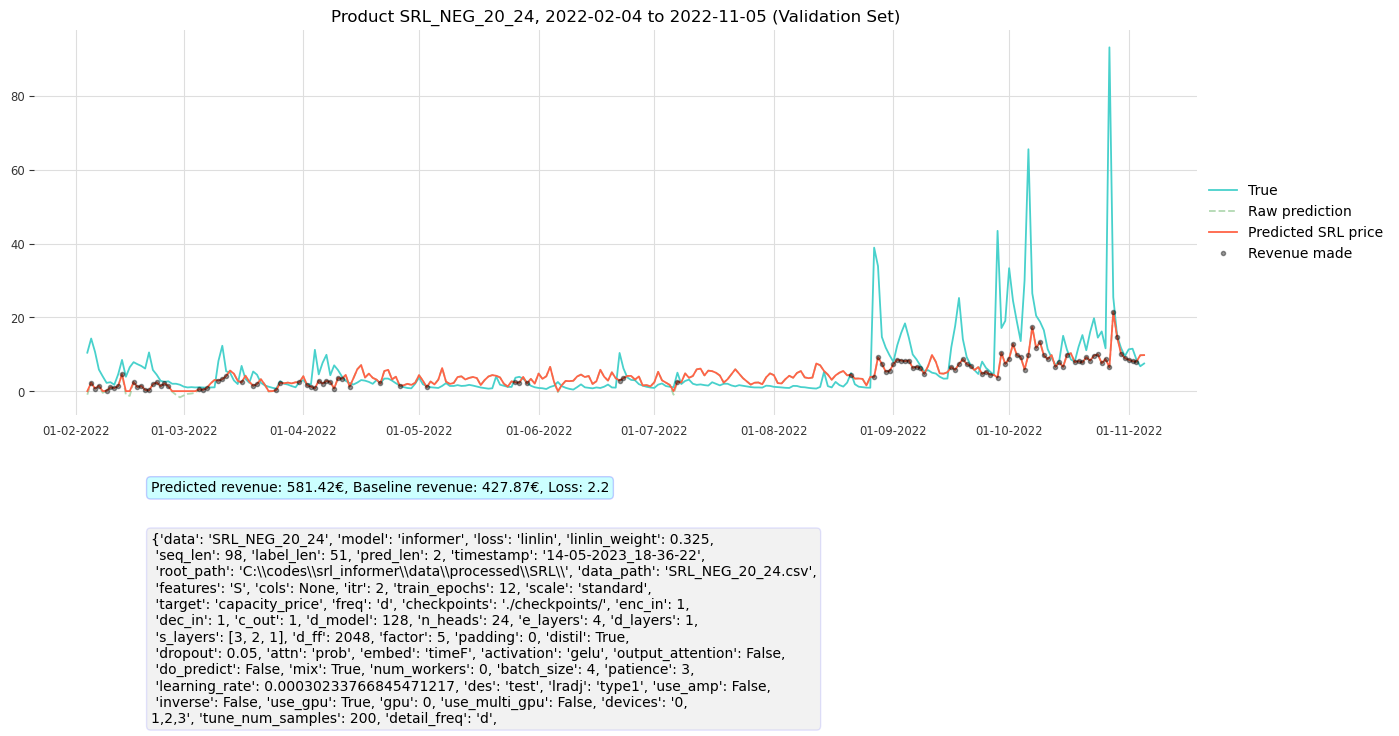 Product SRL_NEG_20_24, 2022-02-04 to 2022-11-05 (Validation Set)
80
60
40
20
0
01-02-2022 01-03-2022 01-04-2022 01-05-2022 01-06-2022 01-07-2022 01-08-2022 01-09-2022 01-10-2022 01-11-2022
True
Raw prediction
Predicted SRL price
Revenue made
Predicted revenue: 581.42€, Baseline revenue: 427.87€, Loss: 2.2
{'data': 'SRL_NEG_20_24', 'model': 'informer', 'loss': 'linlin', 'linlin_weight': 0.325,
'seq_len': 98, 'label_len': 51, 'pred_len': 2, 'timestamp': '14-05-2023_18-36-22',
'root_path': 'C:\\codes\\srl_informer\\data\\processed\\SRL\\', 'data_path': 'SRL_NEG_20_24.csv',
'features': 'S', 'cols': None, 'itr': 2, 'train_epochs': 12, 'scale': 'standard',
'target': 'capacity_price', 'freq': 'd', 'checkpoints': './checkpoints/', 'enc_in': 1,
'dec_in': 1, 'c_out': 1, 'd_model': 128, 'n_heads': 24, 'e_layers': 4, 'd_layers': 1,
's_layers': [3, 2, 1], 'd_ff': 2048, 'factor': 5, 'padding': 0, 'distil': True,
'dropout': 0.05, 'attn': 'prob', 'embed': 'timeF', 'activation': 'gelu', 'output_attention': False,
'do_predict': False, 'mix': True, 'num_workers': 0, 'batch_size': 4, 'patience': 3,
'learning_rate': 0.00030233766845471217, 'des': 'test', 'lradj': 'type1', 'use_amp': False,
'inverse': False, 'use_gpu': True, 'gpu': 0, 'use_multi_gpu': False, 'devices': '0,
1,2,3', 'tune_num_samples': 200, 'detail_freq': 'd',